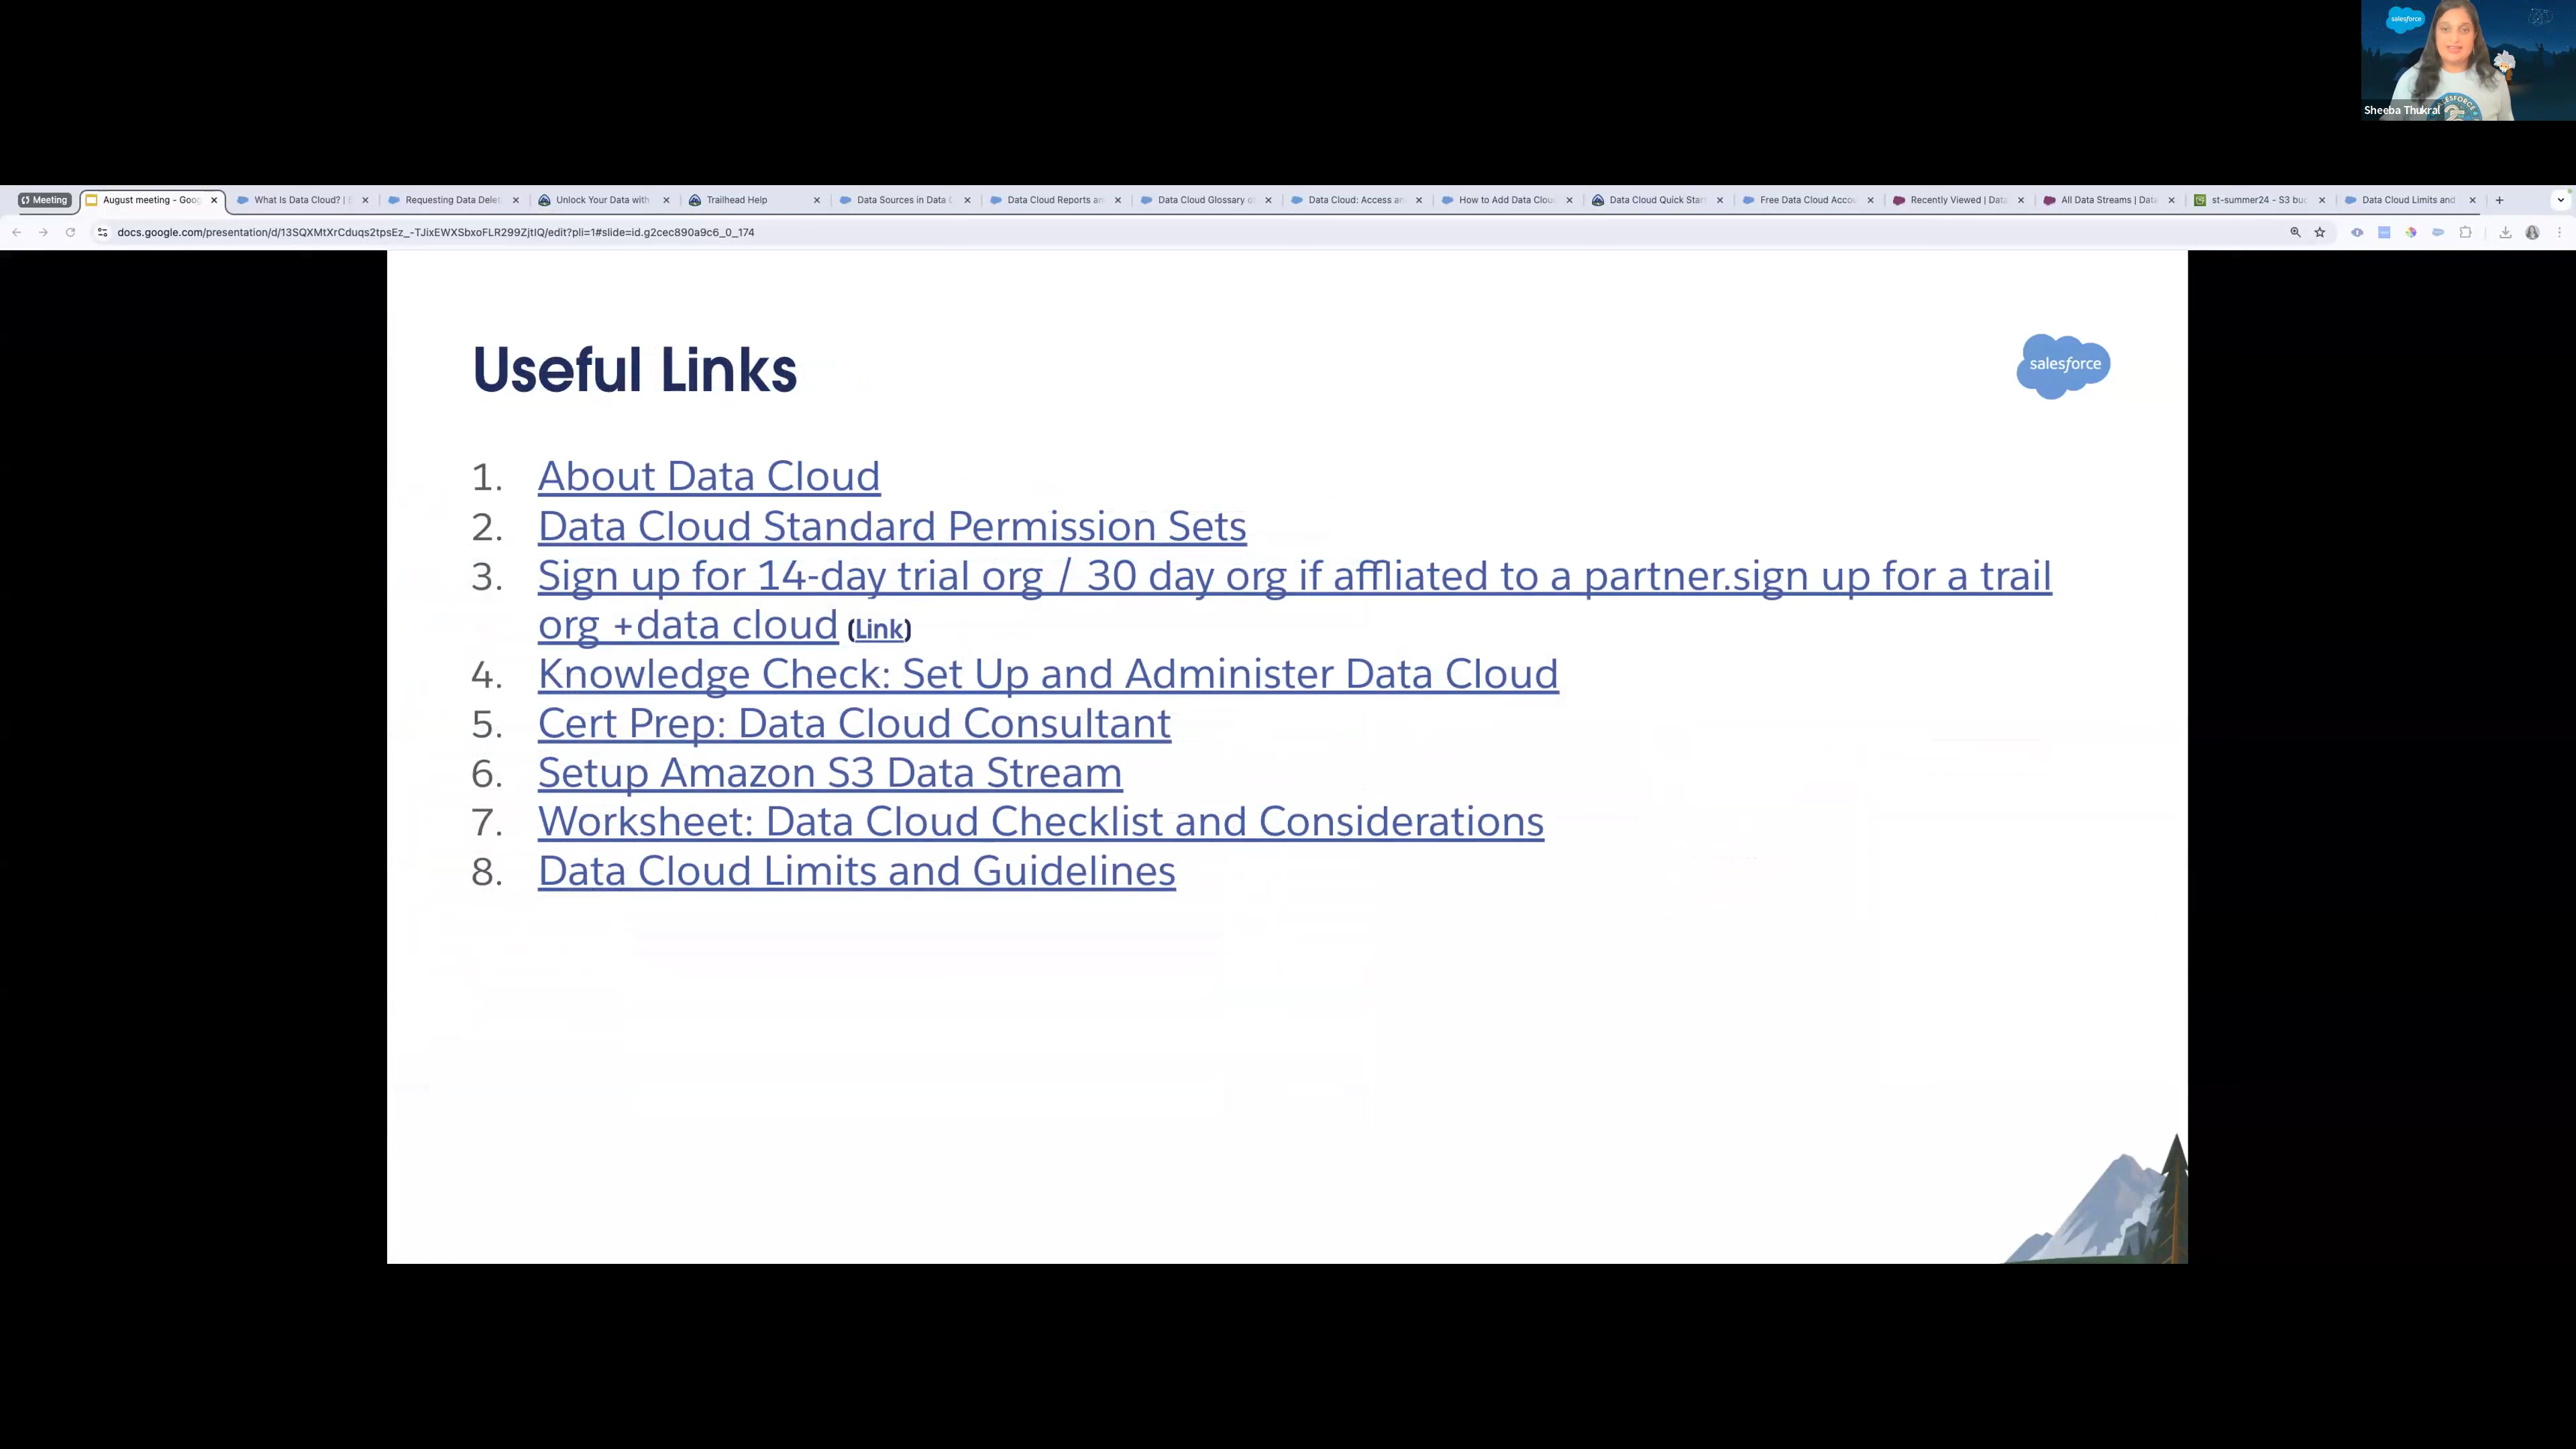 salesforce
Sheeba Thukral
Meeting
August meeting - Goog
What Is Data Cloud? |
Requesting Data Delet
Unlock Your Data with
Trailhead Help
Data Sources in Data C
Data Cloud Reports an
Data Cloud Glossary o
Data Cloud: Access an
How to Add Data Clou
Data Cloud Quick Star
Free Data Cloud Accou
Recently Viewed | Data
All Data Streams | Data
st-summer24 - S3 buc
Data Cloud Limits and
docs.google.com/presentation/d/13SQXMtXrCduqs2tpsEz_-TJixEWXSbxoFLR299ZjtIQ/edit?pli=1#slide=id.g2cec890a9c6_0_174
Useful Links
salesforce
1. About Data Cloud
2. Data Cloud Standard Permission Sets
3. Sign up for 14-day trial org / 30 day org if affliated to a partner.sign up for a trail
org +data cloud (Link)
4. Knowledge Check: Set Up and Administer Data Cloud
5. Cert Prep: Data Cloud Consultant
6. Setup Amazon S3 Data Stream
7. Worksheet: Data Cloud Checklist and Considerations
8. Data Cloud Limits and Guidelines